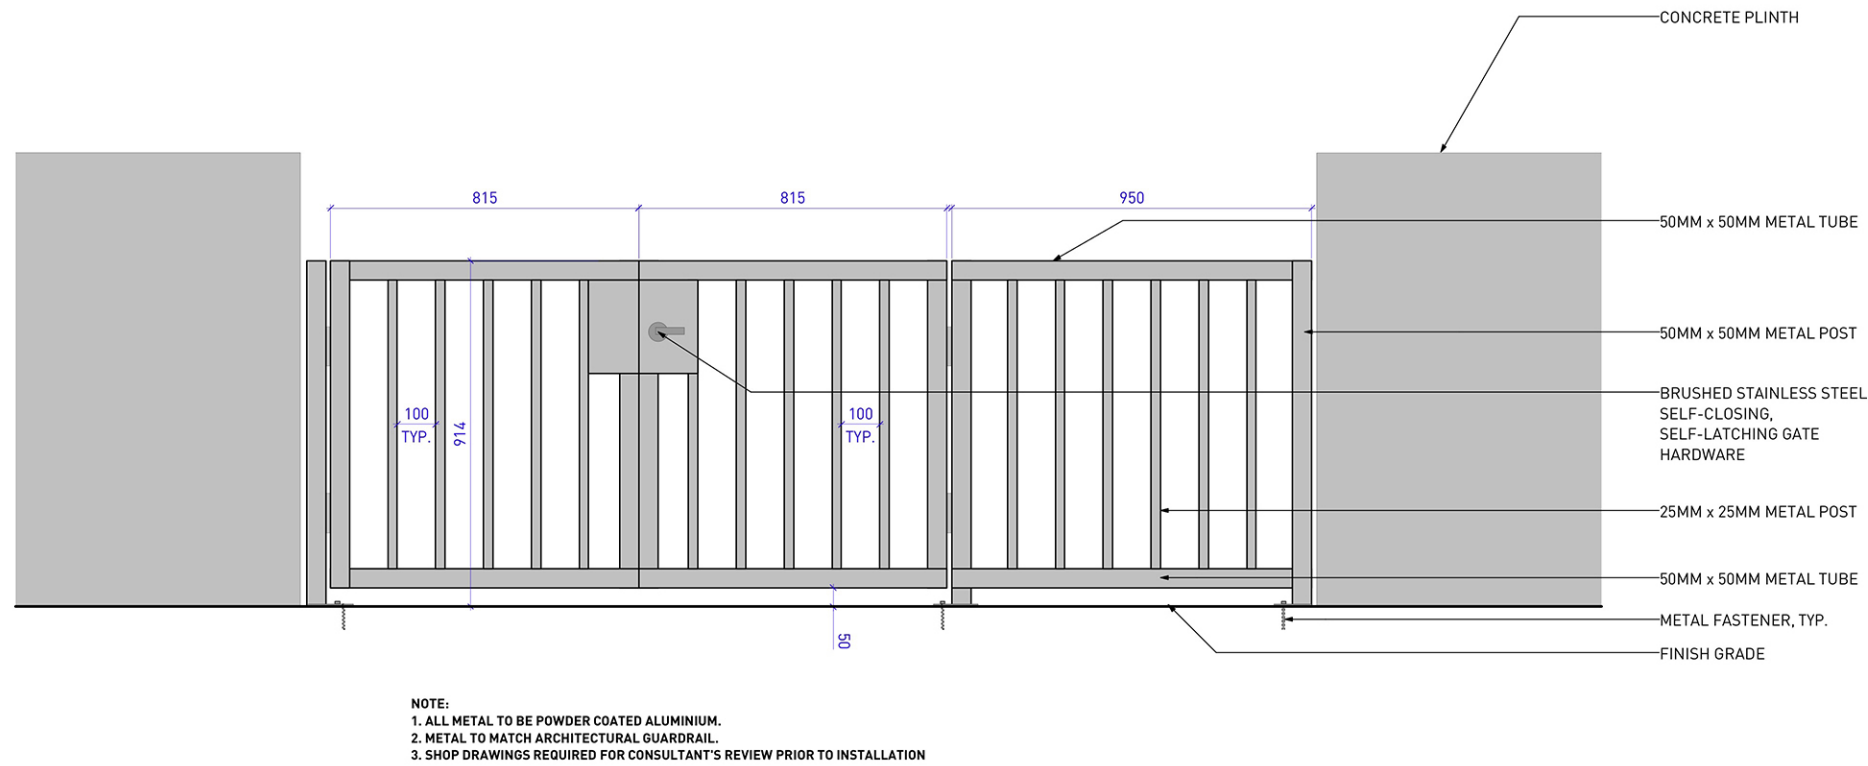 CONCRETE PLINTH
815
815
950
50MM x 50MM METAL TUBE
50MM x 50MM METAL POST
BRUSHED STAINLESS STEEL
SELF-CLOSING,
SELF-LATCHING GATE
HARDWARE
100
TYP.
914
100
TYP.
25MM x 25MM METAL POST
50MM x 50MM METAL TUBE
METAL FASTENER, TYP.
50
FINISH GRADE
NOTE:
1. ALL METAL TO BE POWDER COATED ALUMINIUM.
2. METAL TO MATCH ARCHITECTURAL GUARDRAIL.
3. SHOP DRAWINGS REQUIRED FOR CONSULTANT'S REVIEW PRIOR TO INSTALLATION